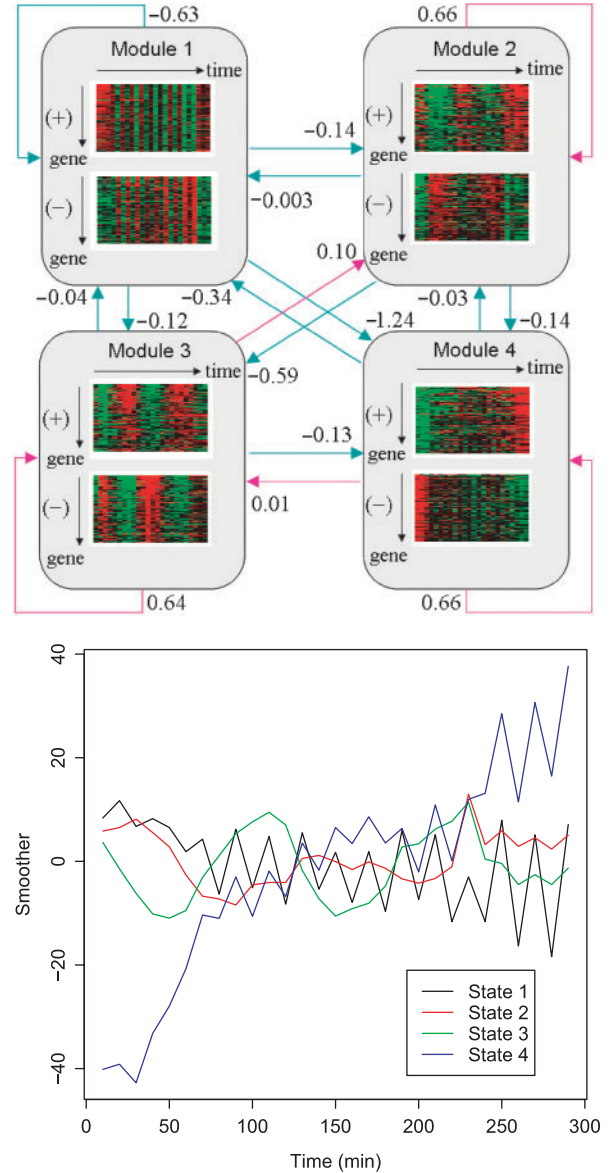 −0.63
0.66
Module 1
time
(+)
gene
(−)
gene
Module 2
time
(+)
gene
(−)
gene
−0.14
−0.003
0.10
−0.04
−0.12
−0.34
−1.24
−0.03
−0.14
−0.59
Module 3
time
(+)
gene
(−)
gene
Module 4
time
(+)
gene
(−)
gene
−0.13
0.01
0.64
0.66
40
20
0
−20
−40
Smoother
State 1
State 2
State 3
State 4
0 50 100 150 200 250 300
Time (min)